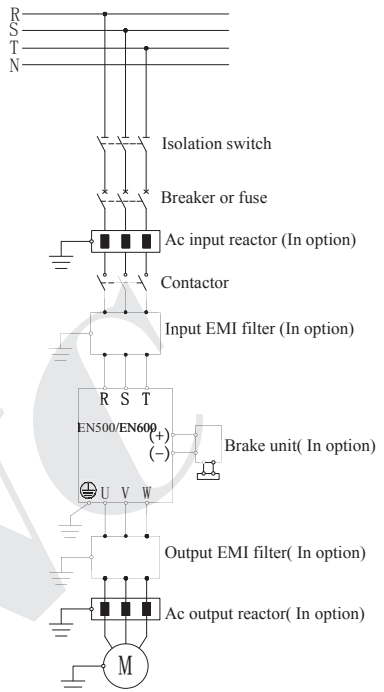 R
S
T
N
Isolation switch
Breaker or fuse
Ac input reactor (In option)
Contactor
Input EMI filter (In option)
R S T
EN500/EN600
(+)
(−)
Brake unit( In option)
U V W
Output EMI filter( In option)
Ac output reactor( In option)
M